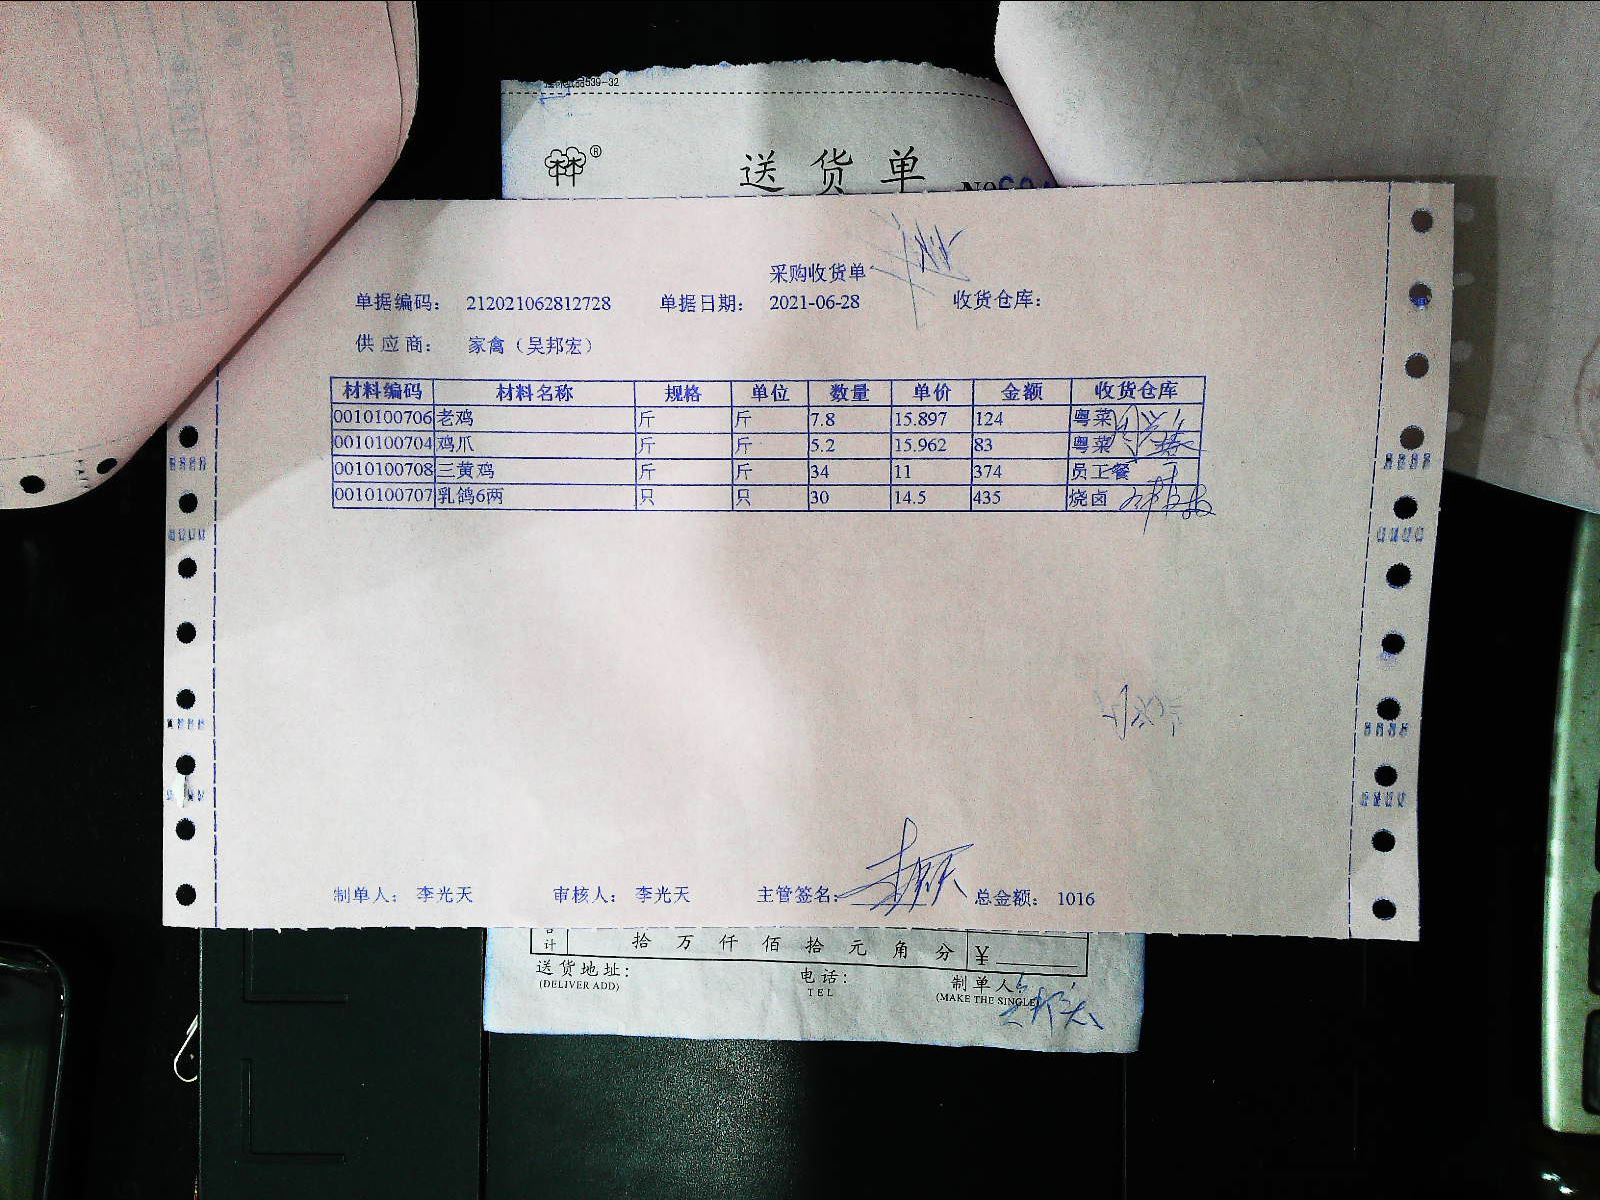 送货单
采购收货单
单据编码： 212021062812728 单据日期： 2021-06-28 收货仓库：
供应商： 家禽（吴邦宏）
材料编码 材料名称 规格 单位 数量 单价 金额 收货仓库
0010100706 老鸡 斤 斤 7.8 15.897 124 粤菜
0010100704 鸡爪 斤 斤 5.2 15.962 83 粤菜
0010100708 三黄鸡 斤 斤 34 11 374 员工餐
0010100707 乳鸽6两 只 只 30 14.5 435 烧卤
制单人： 李光天 审核人： 李光天 主管签名： 总金额： 1016
计 拾 万 仟 佰 拾 元 角 分 ¥
送货地址： 电话： 制单人：
(DELIVER ADD) TEL (MAKE THE SINGLE)